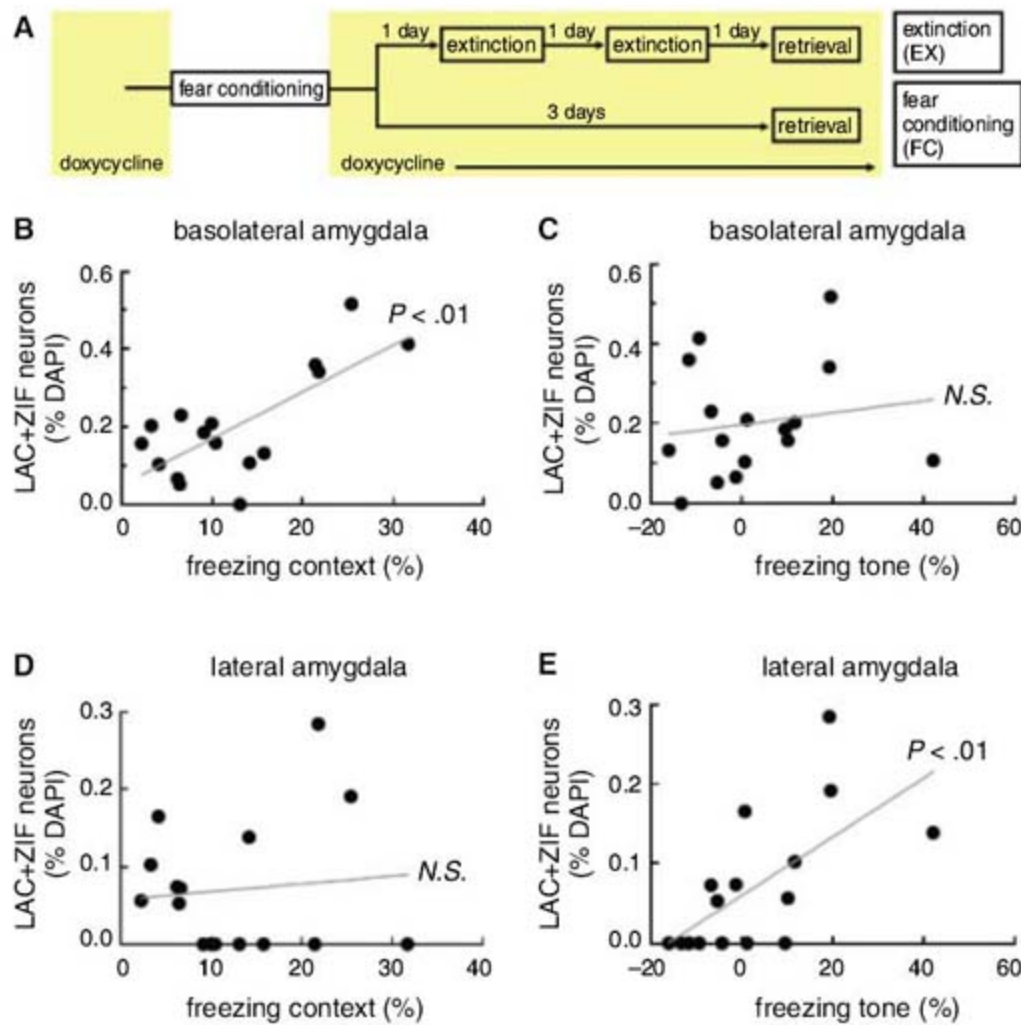 A
1 day
extinction
1 day
extinction
1 day
retrieval
extinction
(EX)
fear conditioning
3 days
retrieval
fear
conditioning
(FC)
doxycycline
doxycycline
B
basolateral amygdala
LAC+ZIF neurons
(% DAPI)
0.6
0.4
0.2
0.0
P < .01
0
10
20
30
40
freezing context (%)
C
basolateral amygdala
LAC+ZIF neurons
(% DAPI)
0.6
0.4
0.2
0.0
N.S.
−20
0
20
40
60
freezing tone (%)
D
lateral amygdala
LAC+ZIF neurons
(% DAPI)
0.3
0.2
0.1
0.0
N.S.
0
10
20
30
40
freezing context (%)
E
lateral amygdala
LAC+ZIF neurons
(% DAPI)
0.3
0.2
0.1
0.0
P < .01
−20
0
20
40
60
freezing tone (%)